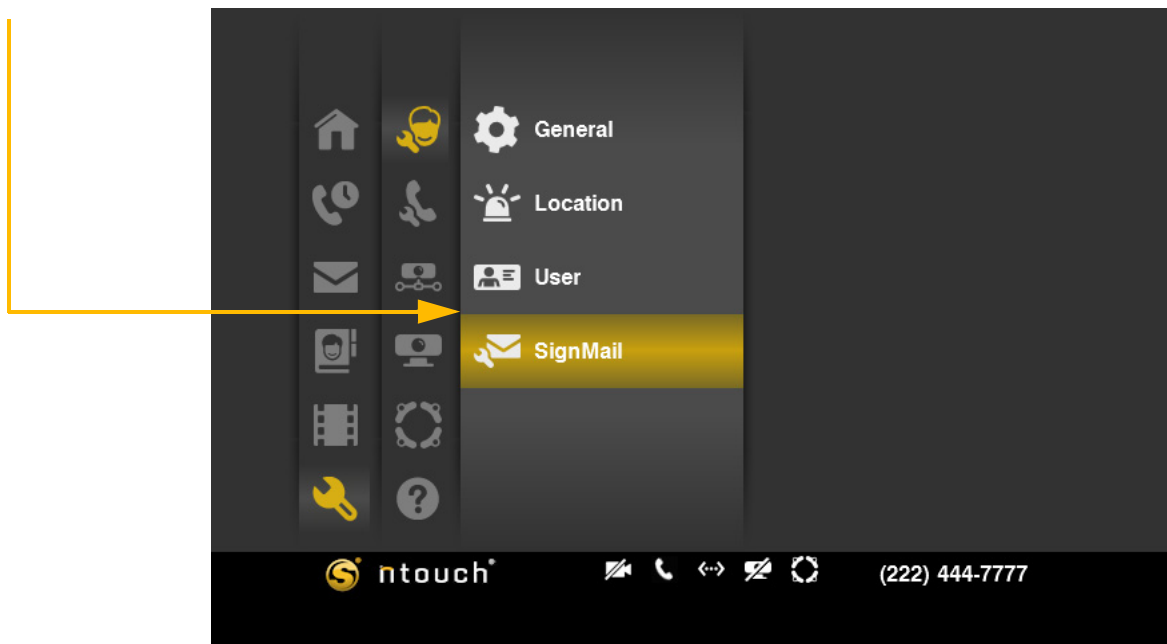 General
Location
User
SignMail
ntouch®
(222) 444-7777